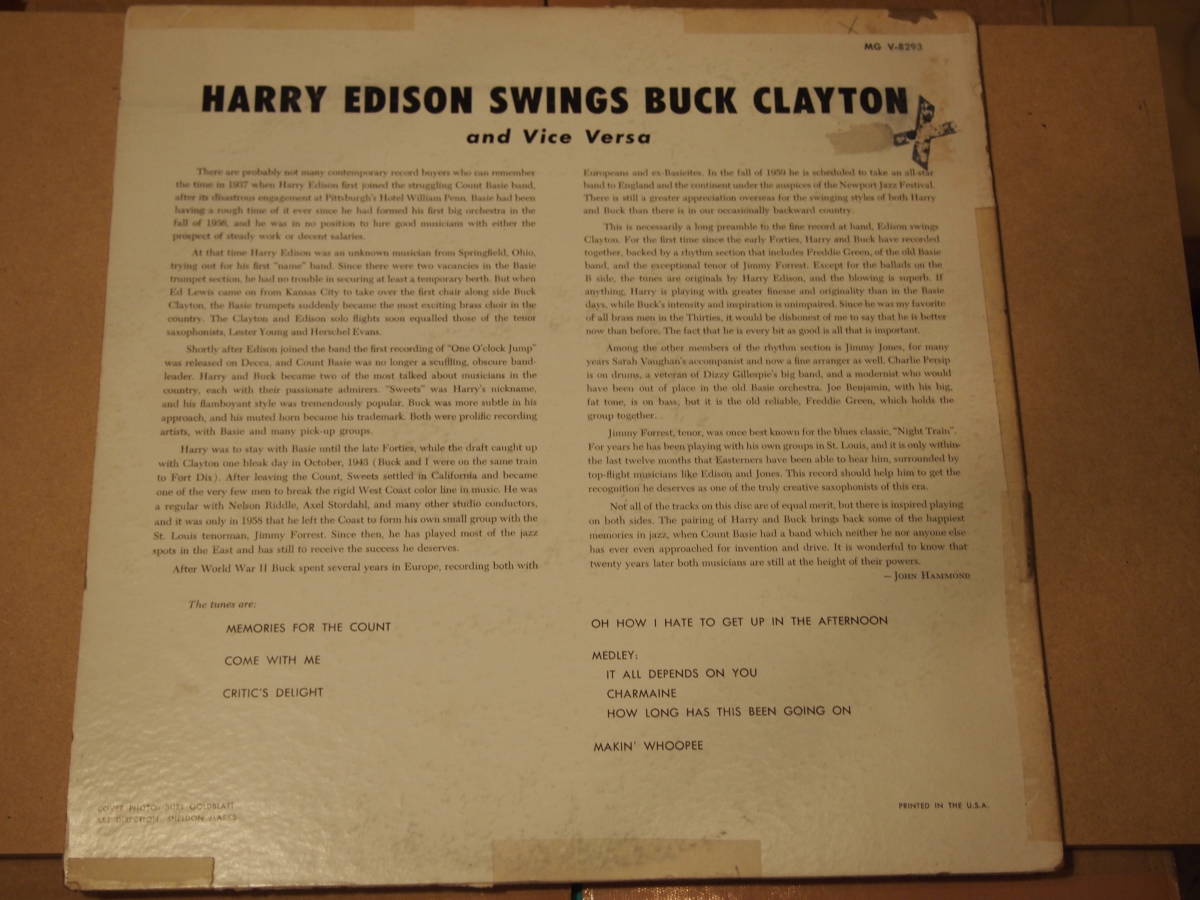 MG V-8293
HARRY EDISON SWINGS BUCK CLAYTON
and Vice Versa
There are probably not many contemporary record buyers who can remember
the time in 1937 when Harry Edison first joined the struggling Count Basie band,
after its disastrous engagement at Pittsburgh's Hotel William Penn. Basie had been
having a rough time of it ever since he had formed his first big orchestra in the
fall of 1936, and he was in no position to lure good musicians with either the
prospect of steady work or decent salaries.
At that time Harry Edison was an unknown musician from Springfield, Ohio,
trying out for his first "name" band. Since there were two vacancies in the Basie
trumpet section, he had no trouble in securing at least a temporary berth. But when
Ed Lewis came on from Kansas City to take over the first chair along side Buck
Clayton, the Basie trumpets suddenly became the most exciting brass choir in the
country. The Clayton and Edison solo flights soon equalled those of the tenor
saxophonists, Lester Young and Herschel Evans.
Shortly after Edison joined the band the first recording of "One O'clock Jump"
was released on Decca, and Count Basie was no longer a scuffling, obscure band-
leader. Harry and Buck became two of the most talked about musicians in the
country, each with their passionate admirers. "Sweets" was Harry's nickname,
and his flamboyant style was tremendously popular. Buck was more subtle in his
approach, and his muted horn became his trademark. Both were prolific recording
artists, with Basie and many pick-up groups.
Harry was to stay with Basie until the late Forties, while the draft caught up
with Clayton one bleak day in October, 1943 (Buck and I were on the same train
to Fort Dix). After leaving the Count, Sweets settled in California and became
one of the very few men to break the rigid West Coast color line in music. He was
a regular with Nelson Riddle, Axel Stordahl, and many other studio conductors,
and it was only in 1958 that he left the Coast to form his own small group with the
St. Louis tenorman, Jimmy Forrest. Since then, he has played most of the jazz
spots in the East and has still to receive the success he deserves.
After World War II Buck spent several years in Europe, recording both with
Europeans and ex-Basieites. In the fall of 1959 he is scheduled to take an all-star
band to England and the continent under the auspices of the Newport Jazz Festival.
There is still a greater appreciation overseas for the swinging styles of both Harry
and Buck than there is in our occasionally backward country.
This is necessarily a long preamble to the fine record at hand, Edison swings
Clayton. For the first time since the early Forties, Harry and Buck have recorded
together, backed by a rhythm section that includes Freddie Green, of the old Basie
band, and the exceptional tenor of Jimmy Forrest. Except for the ballads on the
B side, the tunes are originals by Harry Edison, and the blowing is superb. If
anything, Harry is playing with greater finesse and originality than in the Basie
days, while Buck's intensity and inspiration is unimpaired. Since he was my favorite
of all brass men in the Thirties, it would be dishonest of me to say that he is better
now than before. The fact that he is every bit as good is all that is important.
Among the other members of the rhythm section is Jimmy Jones, for many
years Sarah Vaughan's accompanist and now a fine arranger as well. Charlie Persip
is on drums, a veteran of Dizzy Gillespie's big band, and a modernist who would
have been out of place in the old Basie orchestra. Joe Benjamin, with his big,
fat tone, is on bass, but it is the old reliable, Freddie Green, which holds the
group together.
Jimmy Forrest, tenor, was once best known for the blues classic, "Night Train".
For years he has been playing with his own groups in St. Louis, and it is only within
the last twelve months that Easterners have been able to hear him, surrounded by
top-flight musicians like Edison and Jones. This record should help him to get the
recognition he deserves as one of the truly creative saxophonists of this era.
Not all of the tracks on this disc are of equal merit, but there is inspired playing
on both sides. The pairing of Harry and Buck brings back some of the happiest
memories in jazz, when Count Basie had a band which neither he nor anyone else
has ever even approached for invention and drive. It is wonderful to know that
twenty years later both musicians are still at the height of their powers.
— JOHN HAMMOND
The tunes are:
MEMORIES FOR THE COUNT
COME WITH ME
CRITIC'S DELIGHT
OH HOW I HATE TO GET UP IN THE AFTERNOON
MEDLEY:
IT ALL DEPENDS ON YOU
CHARMAINE
HOW LONG HAS THIS BEEN GOING ON
MAKIN' WHOOPEE
COVER PHOTO: BURT GOLDBLATT
ART DIRECTION: SHELDON MARKS
PRINTED IN THE U.S.A.